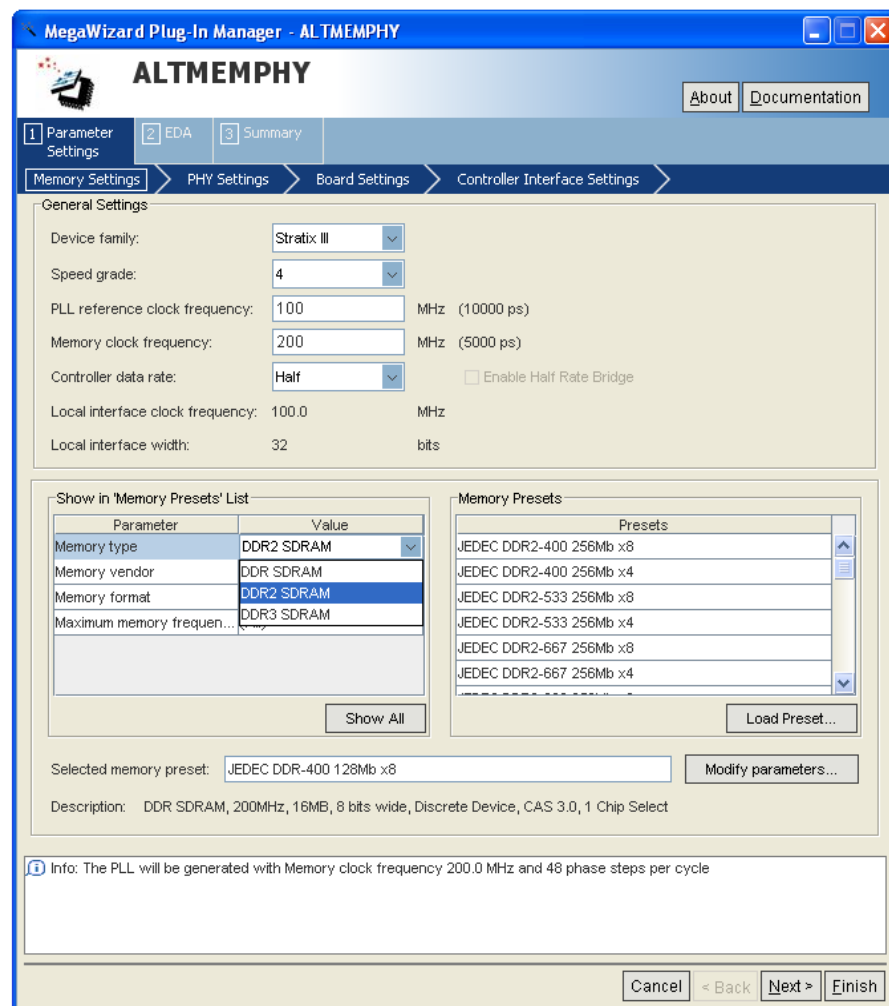 MegaWizard Plug-In Manager - ALTMEMPHY
ALTMEMPHY
About Documentation
1 Parameter Settings
2 EDA
3 Summary
Memory Settings PHY Settings Board Settings Controller Interface Settings
General Settings
Device family: Stratix III
Speed grade: 4
PLL reference clock frequency: 100 MHz (10000 ps)
Memory clock frequency: 200 MHz (5000 ps)
Controller data rate: Half Enable Half Rate Bridge
Local interface clock frequency: 100.0 MHz
Local interface width: 32 bits
Show in 'Memory Presets' List
Parameter Value
Memory type DDR2 SDRAM
Memory vendor DDR SDRAM
Memory format DDR2 SDRAM
Maximum memory frequen... DDR3 SDRAM
Show All
Memory Presets
Presets
JEDEC DDR2-400 256Mb x8
JEDEC DDR2-400 256Mb x4
JEDEC DDR2-533 256Mb x8
JEDEC DDR2-533 256Mb x4
JEDEC DDR2-667 256Mb x8
JEDEC DDR2-667 256Mb x4
Load Preset...
Selected memory preset: JEDEC DDR-400 128Mb x8 Modify parameters...
Description: DDR SDRAM, 200MHz, 16MB, 8 bits wide, Discrete Device, CAS 3.0, 1 Chip Select
Info: The PLL will be generated with Memory clock frequency 200.0 MHz and 48 phase steps per cycle
Cancel < Back Next > Finish